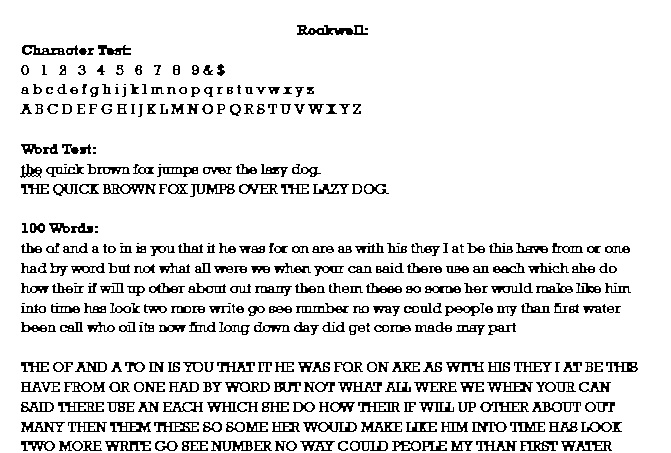 Rockwell:
Character Test:
0 1 2 3 4 5 6 7 8 9 & $
a b c d e f g h i j k l m n o p q r s t u v w x y z
A B C D E F G H I J K L M N O P Q R S T U V W X Y Z
Word Test:
the quick brown fox jumps over the lazy dog.
THE QUICK BROWN FOX JUMPS OVER THE LAZY DOG.
100 Words:
the of and a to in is you that it he was for on are as with his they I at be this have from or one
had by word but not what all were we when your can said there use an each which she do
how their if will up other about out many then them these so some her would make like him
into time has look two more write go see number no way could people my than first water
been call who oil its now find long down day did get come made may part
THE OF AND A TO IN IS YOU THAT IT HE WAS FOR ON ARE AS WITH HIS THEY I AT BE THIS
HAVE FROM OR ONE HAD BY WORD BUT NOT WHAT ALL WERE WE WHEN YOUR CAN
SAID THERE USE AN EACH WHICH SHE DO HOW THEIR IF WILL UP OTHER ABOUT OUT
MANY THEN THEM THESE SO SOME HER WOULD MAKE LIKE HIM INTO TIME HAS LOOK
TWO MORE WRITE GO SEE NUMBER NO WAY COULD PEOPLE MY THAN FIRST WATER